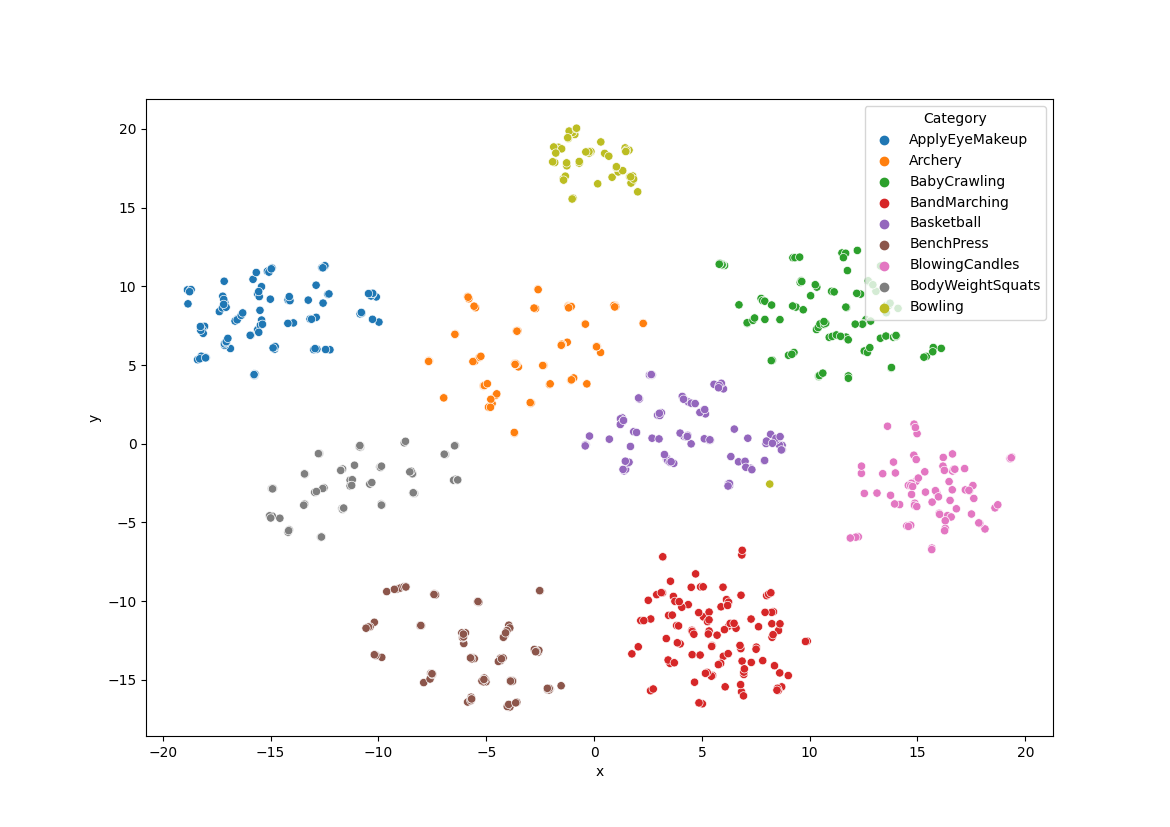 Category
ApplyEyeMakeup
Archery
BabyCrawling
BandMarching
Basketball
BenchPress
BlowingCandles
BodyWeightSquats
Bowling
20
15
10
5
0
−5
−10
−15
y
−20 −15 −10 −5 0 5 10 15 20
x